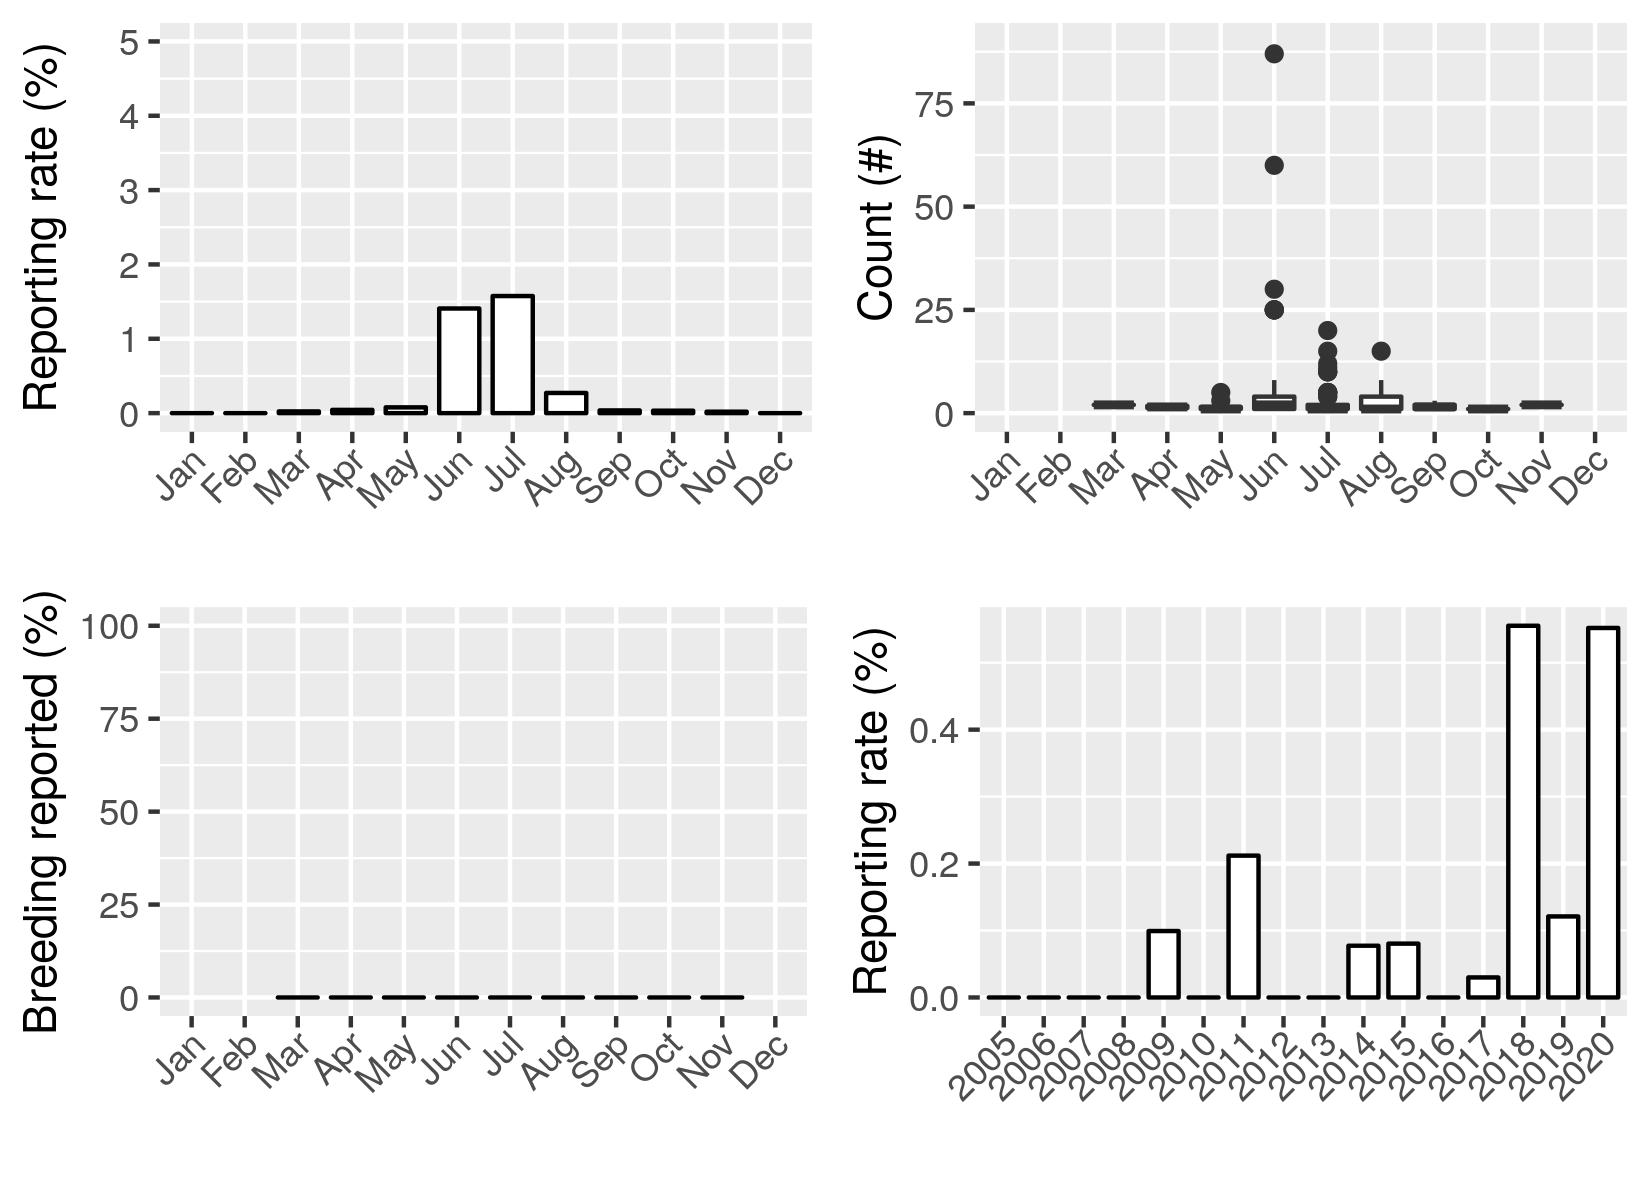 Reporting rate (%)
5
4
3
2
1
0
Jan Feb Mar Apr May Jun Jul Aug Sep Oct Nov Dec
Count (#)
75
50
25
0
Jan Feb Mar Apr May Jun Jul Aug Sep Oct Nov Dec
Breeding reported (%)
100
75
50
25
0
Jan Feb Mar Apr May Jun Jul Aug Sep Oct Nov Dec
Reporting rate (%)
0.4
0.2
0.0
2005 2006 2007 2008 2009 2010 2011 2012 2013 2014 2015 2016 2017 2018 2019 2020